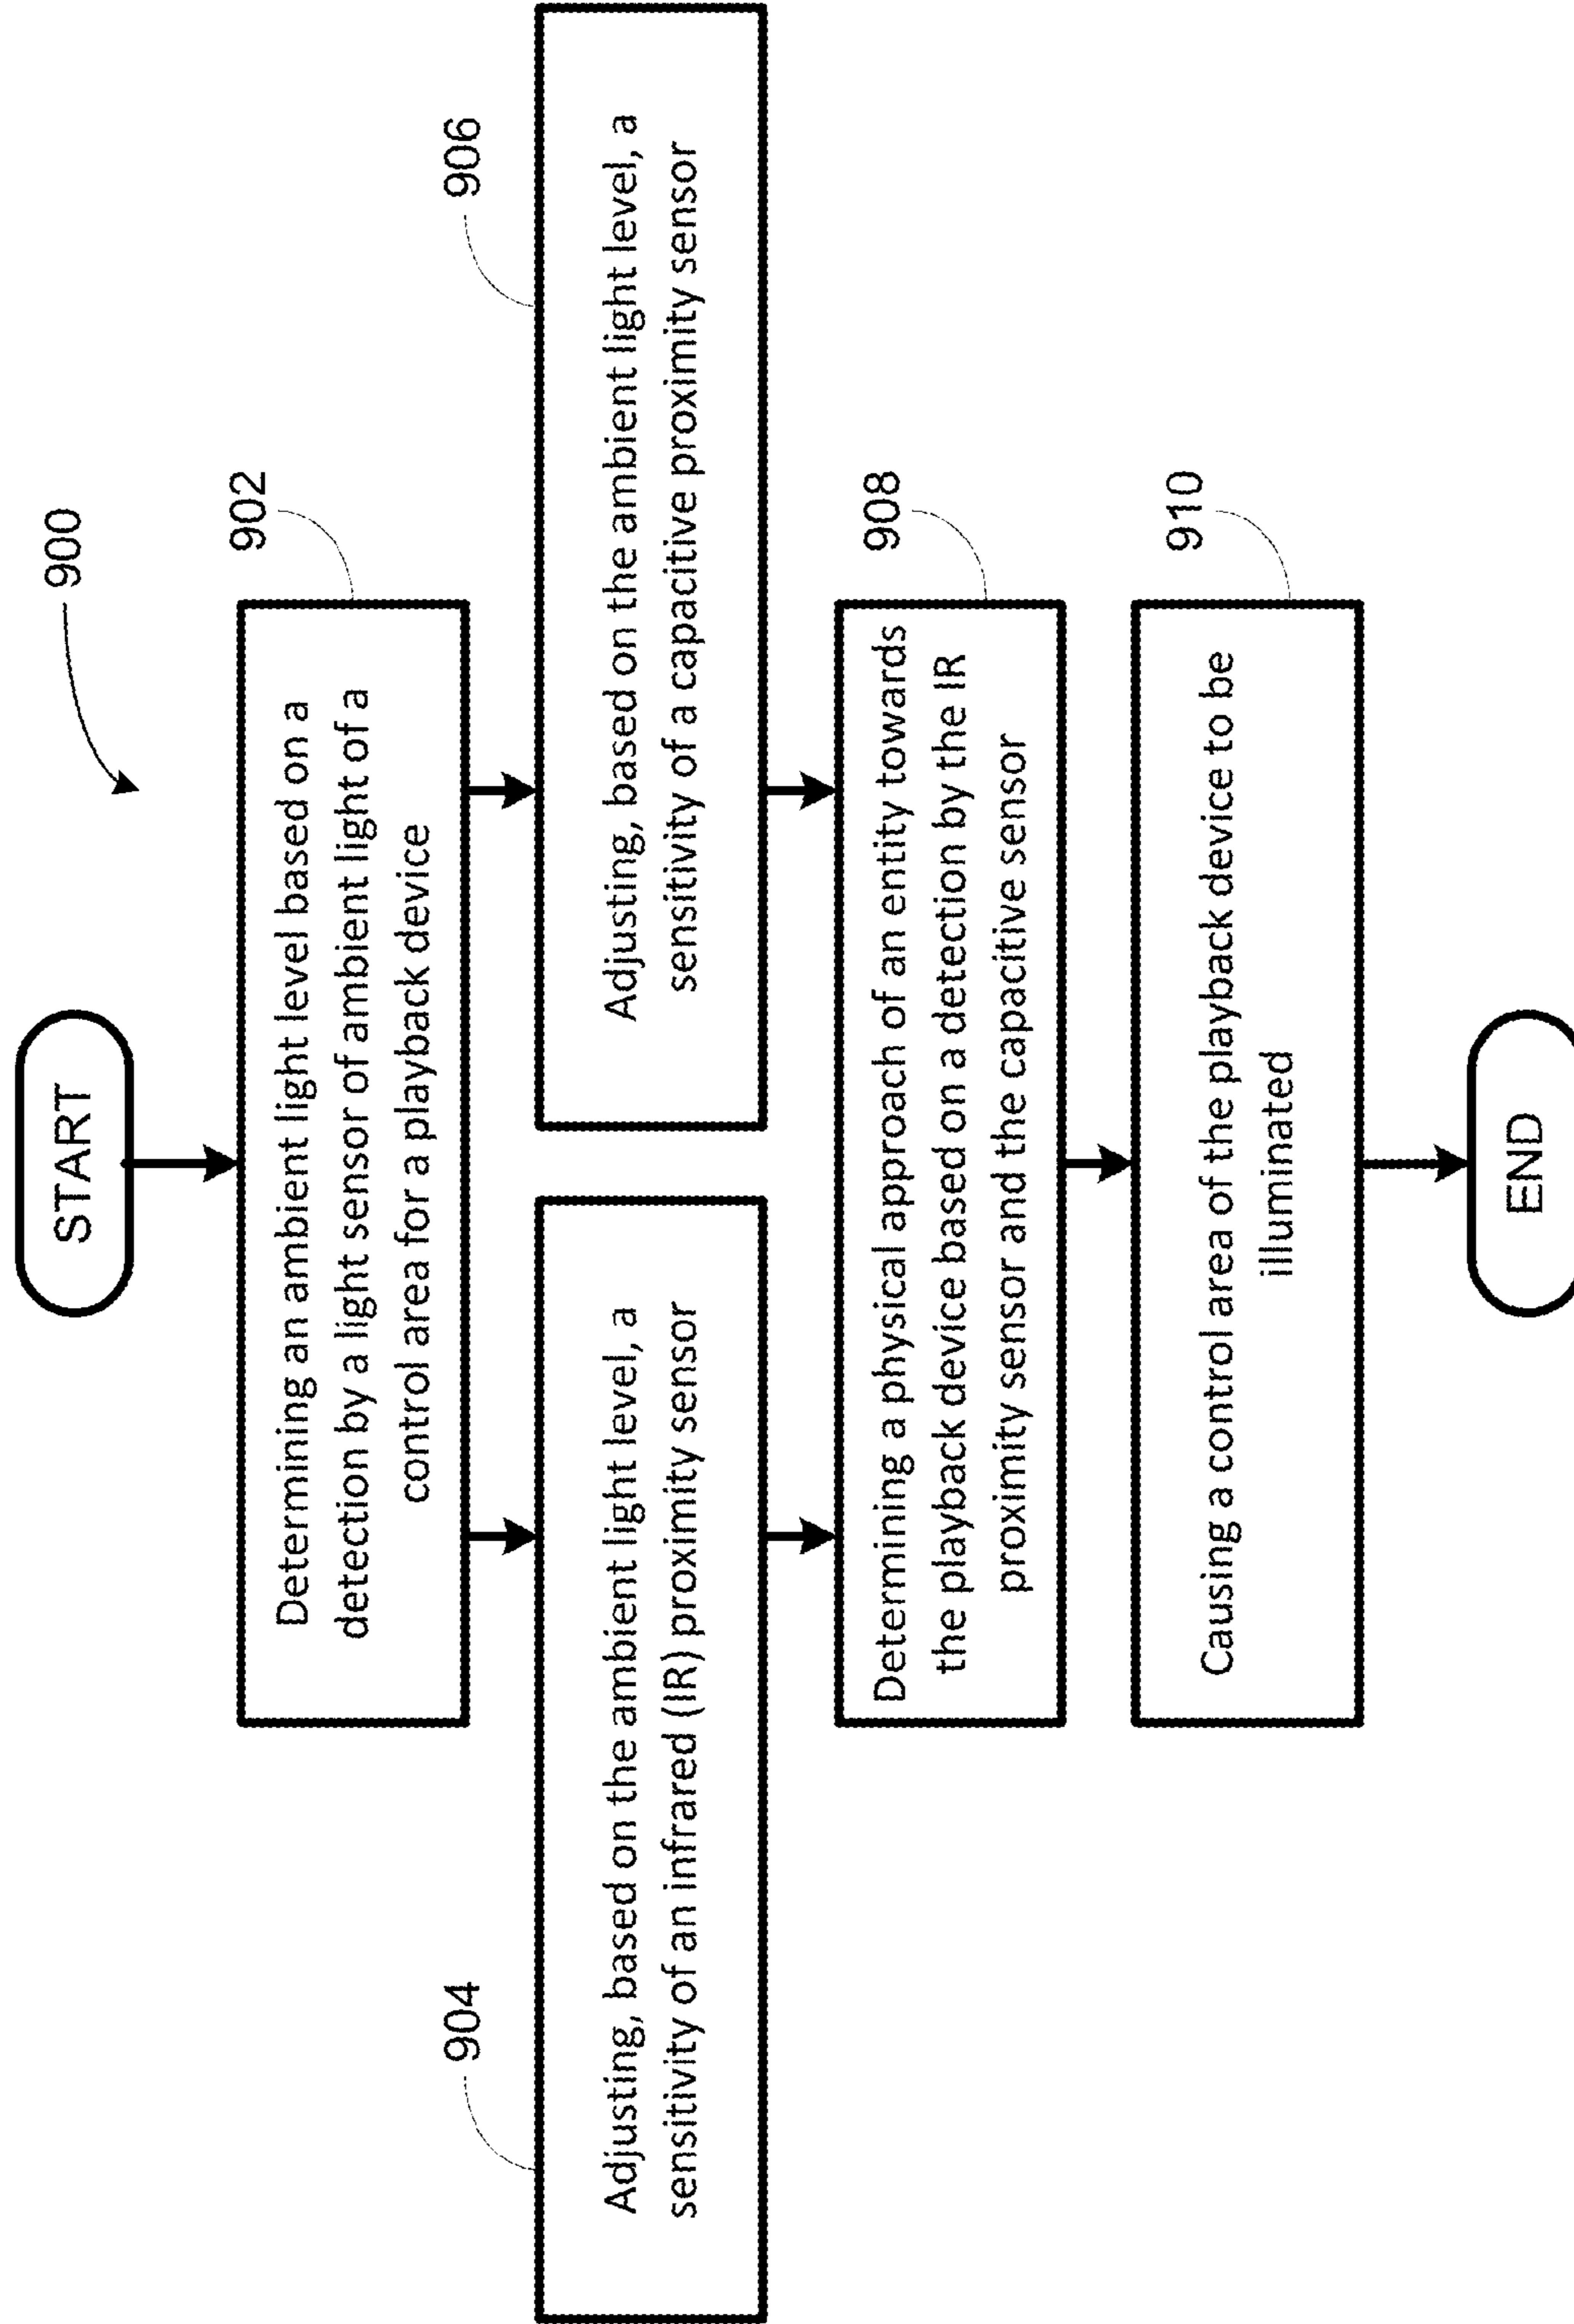 900
START
902
Determining an ambient light level based on a
detection by a light sensor of ambient light of a
control area for a playback device
904
Adjusting, based on the ambient light level, a
sensitivity of an infrared (IR) proximity sensor
906
Adjusting, based on the ambient light level, a
sensitivity of a capacitive proximity sensor
908
Determining a physical approach of an entity towards
the playback device based on a detection by the IR
proximity sensor and the capacitive sensor
910
Causing a control area of the playback device to be
illuminated
END